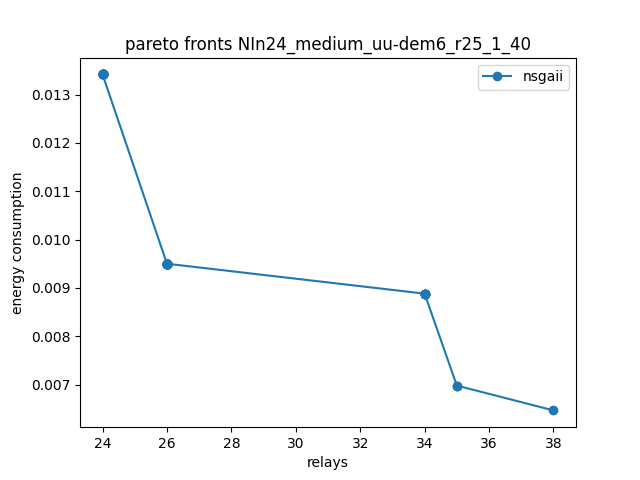 pareto fronts NIn24_medium_uu-dem6_r25_1_40
nsgaii
0.013
0.012
0.011
0.010
0.009
0.008
0.007
energy consumption
24 26 28 30 32 34 36 38
relays